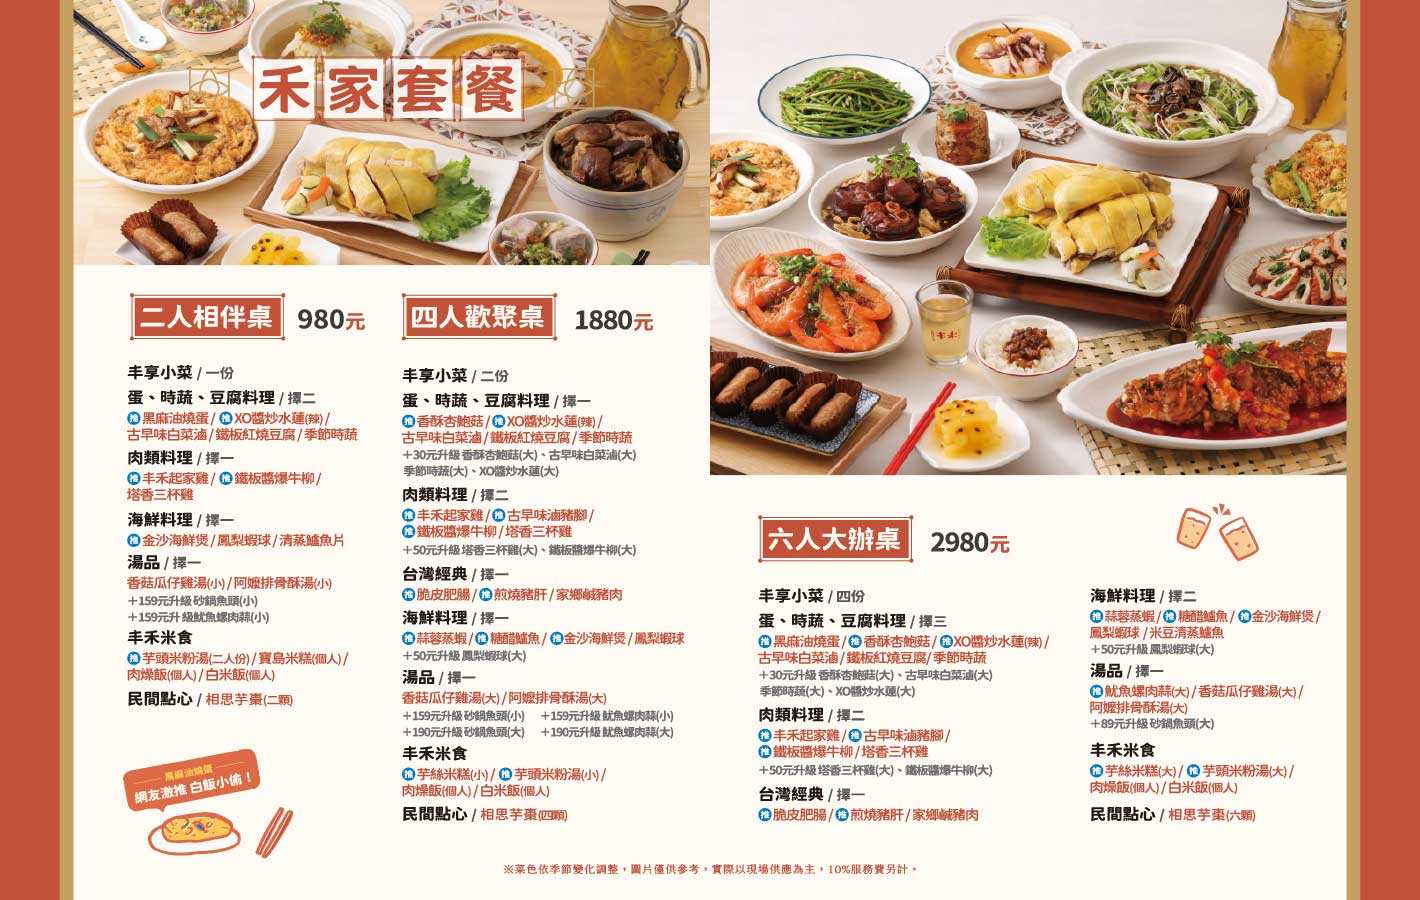 禾家套餐
二人相伴桌 980元
丰享小菜 / 一份
蛋、時蔬、豆腐料理 / 擇二
推 黑麻油燒蛋 / 推 XO醬炒水蓮(辣) /
古早味白菜滷 / 鐵板紅燒豆腐 / 季節時蔬
肉類料理 / 擇一
推 丰禾起家雞 / 推 鐵板醬爆牛柳 /
塔香三杯雞
海鮮料理 / 擇一
推 金沙海鮮煲 / 鳳梨蝦球 / 清蒸鱸魚片
湯品 / 擇一
香菇瓜仔雞湯(小) / 阿嬤排骨酥湯(小)
＋159元升級 砂鍋魚頭(小)
＋159元升級魷魚螺肉蒜(小)
丰禾米食
推 芋頭米粉湯(二人份) / 寶島米糕(個人) /
肉燥飯(個人) / 白米飯(個人)
民間點心 / 相思芋棗(二顆)
黑麻油燒蛋
網友激推 白飯小偷！
四人歡聚桌 1880元
丰享小菜 / 二份
蛋、時蔬、豆腐料理 / 擇一
推 香酥杏鮑菇 / 推 XO醬炒水蓮(辣) /
古早味白菜滷 / 鐵板紅燒豆腐 / 季節時蔬
＋30元升級 香酥杏鮑菇(大)、古早味白菜滷(大)
季節時蔬(大)、XO醬炒水蓮(大)
肉類料理 / 擇二
推 丰禾起家雞 / 推 古早味滷豬腳 /
推 鐵板醬爆牛柳 / 塔香三杯雞
＋50元升級 塔香三杯雞(大)、鐵板醬爆牛柳(大)
台灣經典 / 擇一
推 脆皮肥腸 / 推 煎燒豬肝 / 家鄉鹹豬肉
海鮮料理 / 擇一
推 蒜蓉蒸蝦 / 推 糖醋鱸魚 / 推 金沙海鮮煲 / 鳳梨蝦球
＋50元升級 鳳梨蝦球(大)
湯品 / 擇一
香菇瓜仔雞湯(大) / 阿嬤排骨酥湯(大)
＋159元升級 砂鍋魚頭(小) ＋159元升級 魷魚螺肉蒜(小)
＋190元升級 砂鍋魚頭(大) ＋190元升級 魷魚螺肉蒜(大)
丰禾米食
推 芋絲米糕(小) / 推 芋頭米粉湯(小) /
肉燥飯(個人) / 白米飯(個人)
民間點心 / 相思芋棗(四顆)
六人大辦桌 2980元
丰享小菜 / 四份
蛋、時蔬、豆腐料理 / 擇三
推 黑麻油燒蛋 / 推 香酥杏鮑菇 / 推 XO醬炒水蓮(辣) /
古早味白菜滷 / 鐵板紅燒豆腐 / 季節時蔬
＋30元升級 香酥杏鮑菇(大)、古早味白菜滷(大)
季節時蔬(大)、XO醬炒水蓮(大)
肉類料理 / 擇二
推 丰禾起家雞 / 推 古早味滷豬腳 /
推 鐵板醬爆牛柳 / 塔香三杯雞
＋50元升級 塔香三杯雞(大)、鐵板醬爆牛柳(大)
台灣經典 / 擇一
推 脆皮肥腸 / 推 煎燒豬肝 / 家鄉鹹豬肉
海鮮料理 / 擇二
推 蒜蓉蒸蝦 / 推 糖醋鱸魚 / 推 金沙海鮮煲 /
鳳梨蝦球 / 米豆清蒸鱸魚
＋50元升級 鳳梨蝦球(大)
湯品 / 擇一
推 魷魚螺肉蒜(大) / 香菇瓜仔雞湯(大) /
阿嬤排骨酥湯(大)
＋89元升級 砂鍋魚頭(大)
丰禾米食
推 芋絲米糕(大) / 推 芋頭米粉湯(大) /
肉燥飯(個人) / 白米飯(個人)
民間點心 / 相思芋棗(六顆)
※菜色依季節變化調整，圖片僅供參考，實際以現場供應為主，10%服務費另計。